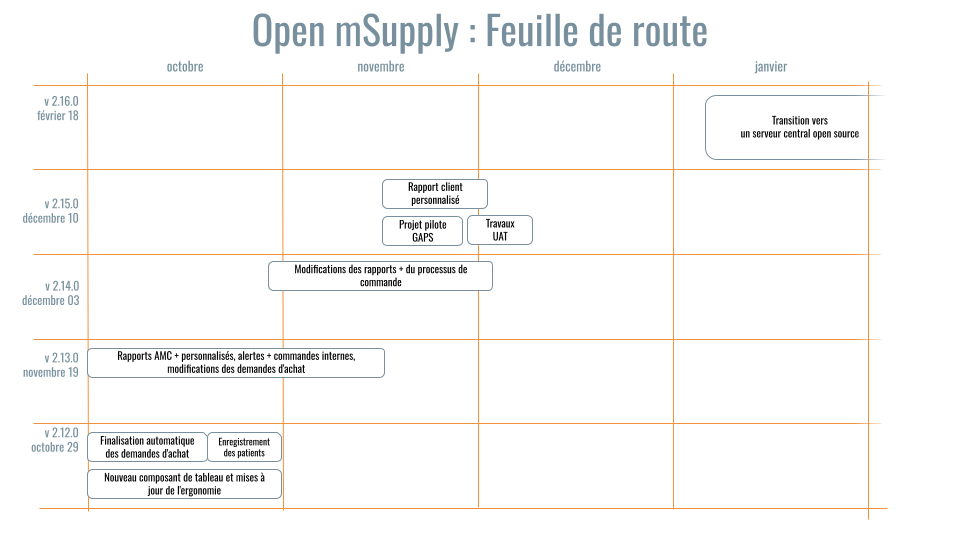 Open mSupply : Feuille de route
octobre
novembre
décembre
janvier
v 2.16.0
février 18
Transition vers
un serveur central open source
v 2.15.0
décembre 10
Rapport client
personnalisé
Projet pilote
GAPS
Travaux
UAT
v 2.14.0
décembre 03
Modifications des rapports + du processus de
commande
v 2.13.0
novembre 19
Rapports AMC + personnalisés, alertes + commandes internes,
modifications des demandes d'achat
v 2.12.0
octobre 29
Finalisation automatique
des demandes d'achat
Enregistrement
des patients
Nouveau composant de tableau et mises à
jour de l'ergonomie